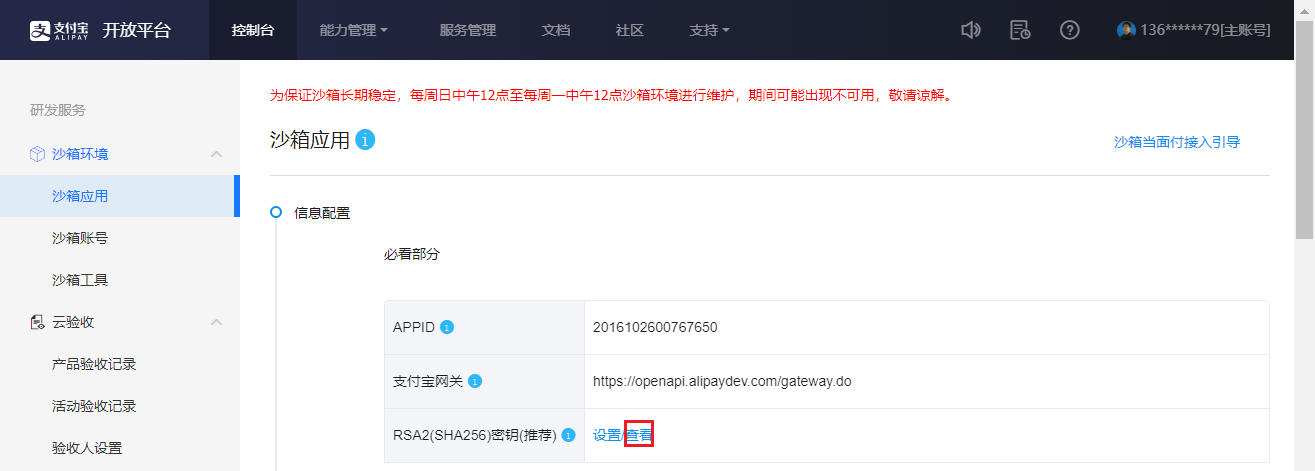 支付宝 ALIPAY 开放平台 控制台 能力管理 服务管理 文档 社区 支持 136******79[主账号]
研发服务
沙箱环境
沙箱应用
沙箱账号
沙箱工具
云验收
产品验收记录
活动验收记录
验收人设置
为保证沙箱长期稳定，每周日中午12点至每周一中午12点沙箱环境进行维护，期间可能出现不可用，敬请谅解。
沙箱应用 沙箱当面付接入引导
信息配置
必看部分
APPID 2016102600767650
支付宝网关 https://openapi.alipaydev.com/gateway.do
RSA2(SHA256)密钥(推荐) 设置/查看